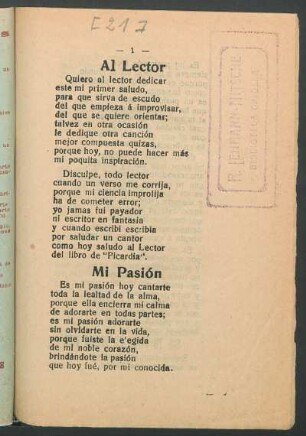 E 217
— 1 —
Al Lector
Quiero al lector dedicar
este mi primer saludo,
para que sirva de escudo
del que empieza á improvisar,
del que se quiere orientar;
talvez en otra ocasión
le dedique otra canción
mejor compuesta quízas,
porque hoy, no puede hacer más
mi poquita inspiración.
Disculpe, todo lector
cuando un verso me corrija,
porque mi ciencia improlija
ha de cometer error;
yo jamas fui payador
ni escritor en fantasia
y cuando escribi escribia
por saludar un cantor
como hoy saludo al Lector
del libro de "Picardía".
Mi Pasión
Es mi pasión hoy cantarte
toda la lealtad de la alma,
porque ella encierra mi calma
de adorarte en todas partes;
es mi pasión adorarte
sin olvidarte en la vida,
porque fuiste la e'egida
de mi noble corazón,
brindándote la pasión
que hoy fué, por mi conocida.